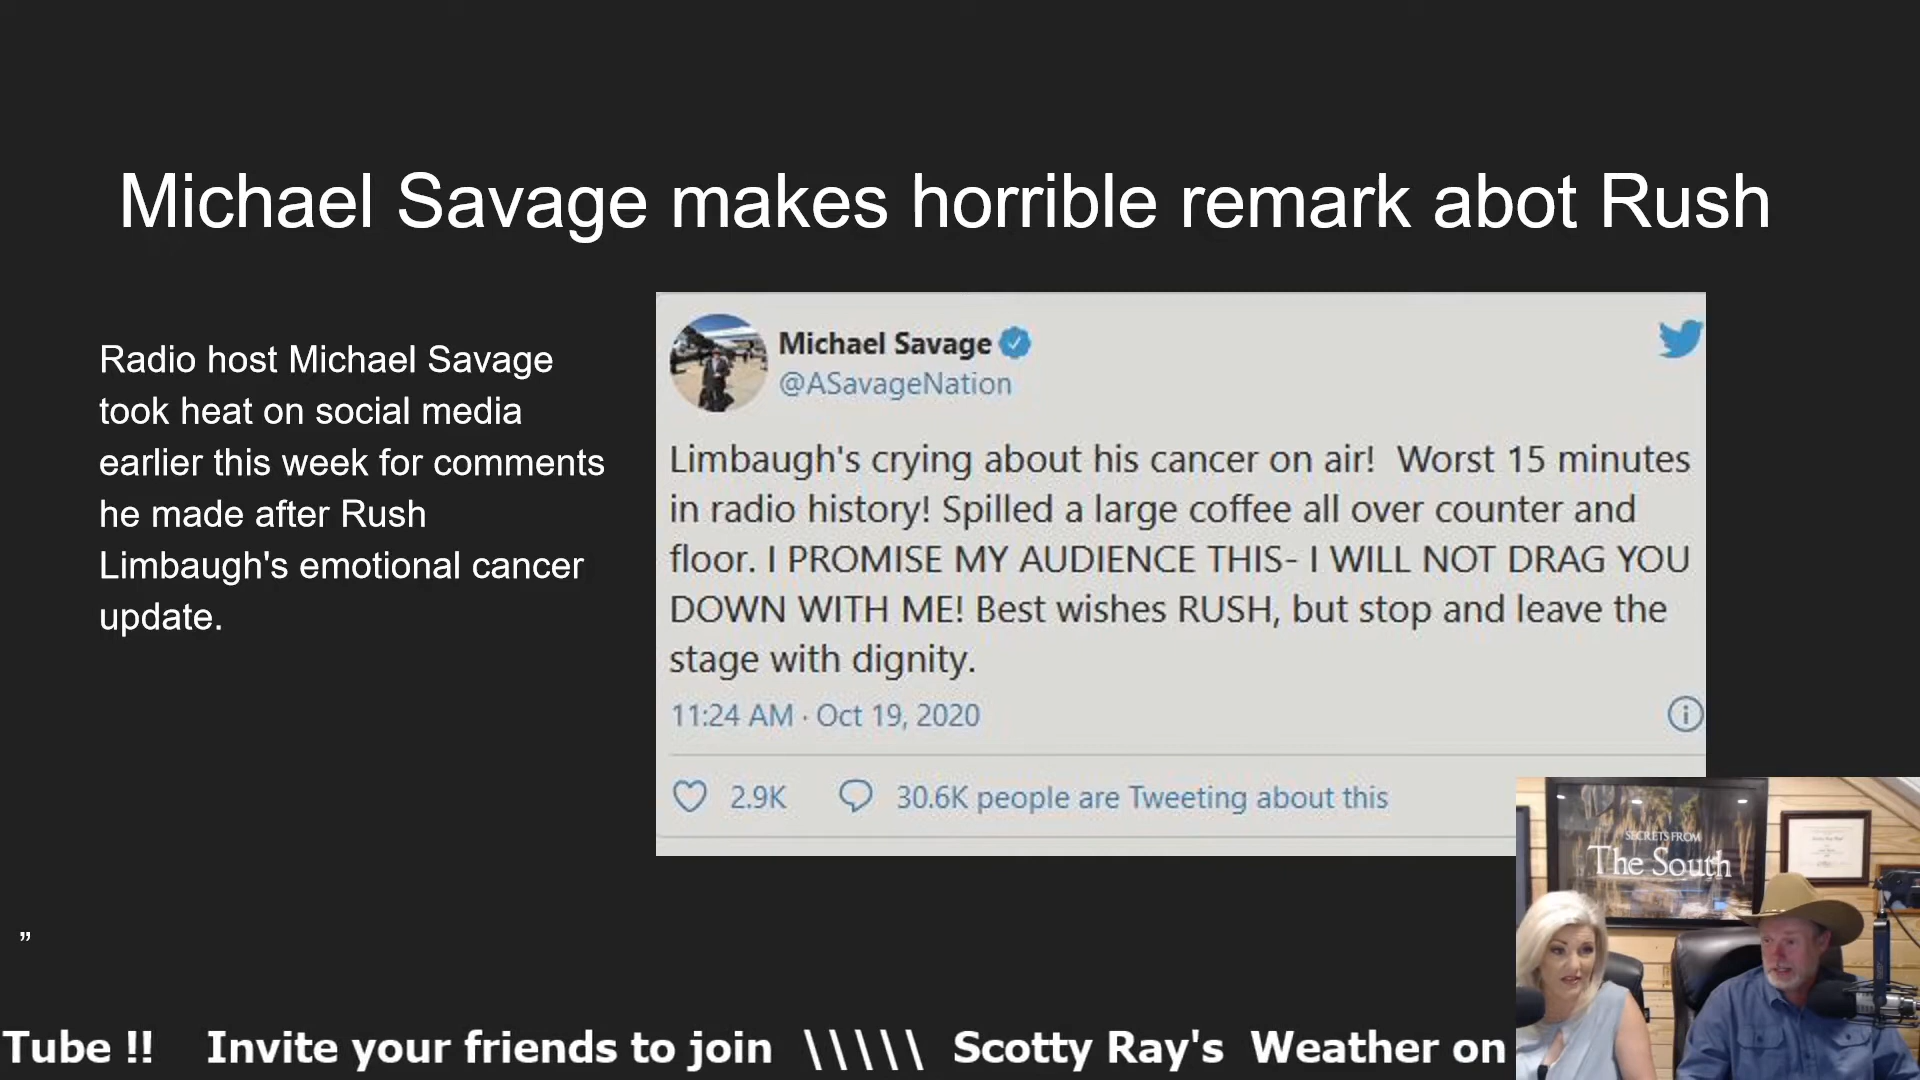 Michael Savage makes horrible remark abot Rush
Radio host Michael Savage
took heat on social media
earlier this week for comments
he made after Rush
Limbaugh's emotional cancer
update.
Michael Savage
@ASavageNation
Limbaugh's crying about his cancer on air! Worst 15 minutes
in radio history! Spilled a large coffee all over counter and
floor. I PROMISE MY AUDIENCE THIS- I WILL NOT DRAG YOU
DOWN WITH ME! Best wishes RUSH, but stop and leave the
stage with dignity.
11:24 AM · Oct 19, 2020
2.9K 30.6K people are Tweeting about this
SECRETS FROM
The South
”
Tube !! Invite your friends to join \\\\\ Scotty Ray's Weather on